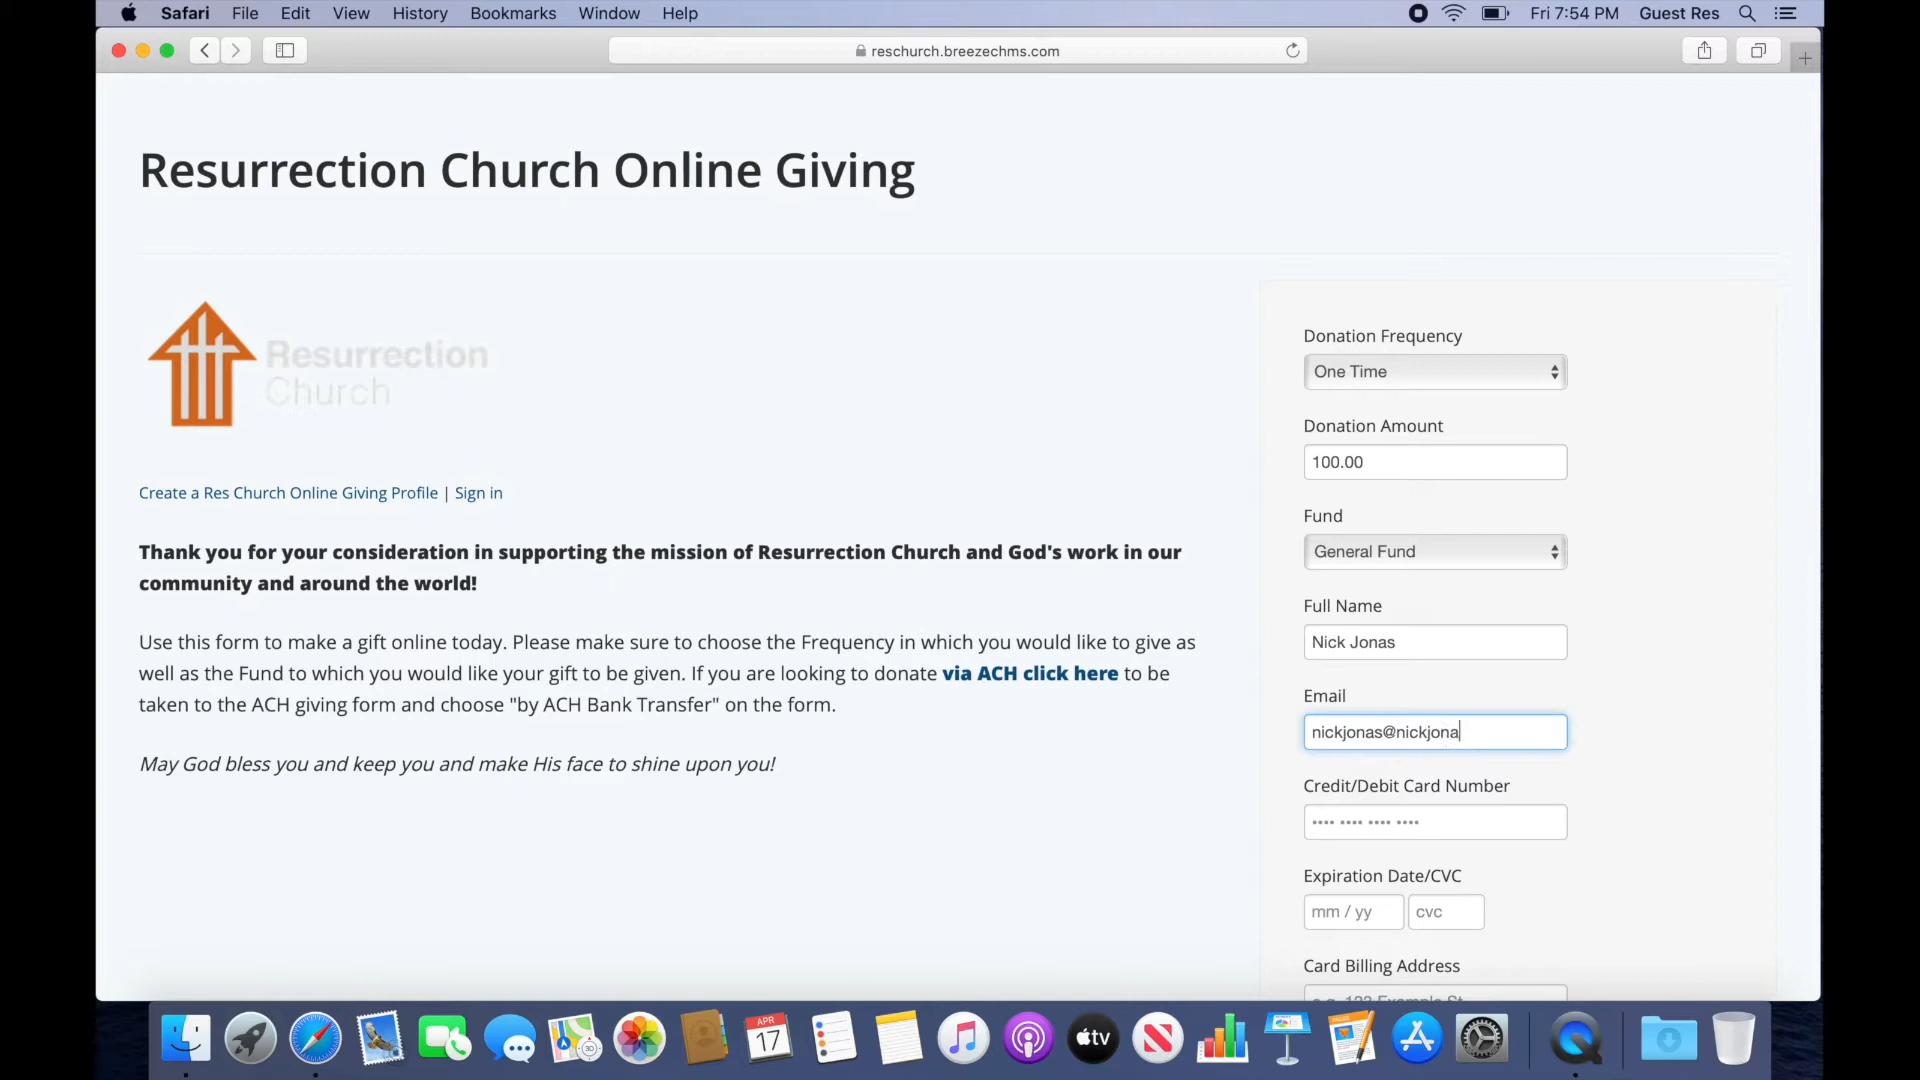 Safari File Edit View History Bookmarks Window Help Fri 7:54 PM Guest Res
reschurch.breezechms.com
Resurrection Church Online Giving
Resurrection
Church
Create a Res Church Online Giving Profile | Sign in
Thank you for your consideration in supporting the mission of Resurrection Church and God's work in our
community and around the world!
Use this form to make a gift online today. Please make sure to choose the Frequency in which you would like to give as
well as the Fund to which you would like your gift to be given. If you are looking to donate via ACH click here to be
taken to the ACH giving form and choose "by ACH Bank Transfer" on the form.
May God bless you and keep you and make His face to shine upon you!
Donation Frequency
One Time
Donation Amount
100.00
Fund
General Fund
Full Name
Nick Jonas
Email
nickjonas@nickjona
Credit/Debit Card Number
•••• •••• •••• ••••
Expiration Date/CVC
mm / yy cvc
Card Billing Address
e.g. 123 Example St
APR
17
tv
3D
PAGES